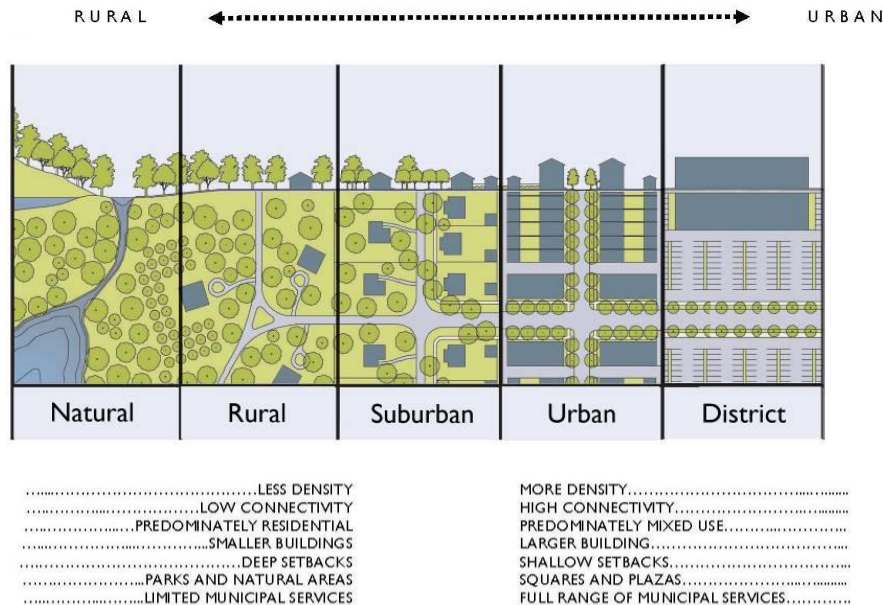 RURAL URBAN
Natural Rural Suburban Urban District
....................................LESS DENSITY
....................................LOW CONNECTIVITY
....................PREDOMINATELY RESIDENTIAL
....................................SMALLER BUILDINGS
....................................DEEP SETBACKS
....................PARKS AND NATURAL AREAS
....................LIMITED MUNICIPAL SERVICES
MORE DENSITY....................................
HIGH CONNECTIVITY..............................
PREDOMINATELY MIXED USE....................
LARGER BUILDING..............................
SHALLOW SETBACKS..............................
SQUARES AND PLAZAS..............................
FULL RANGE OF MUNICIPAL SERVICES.............